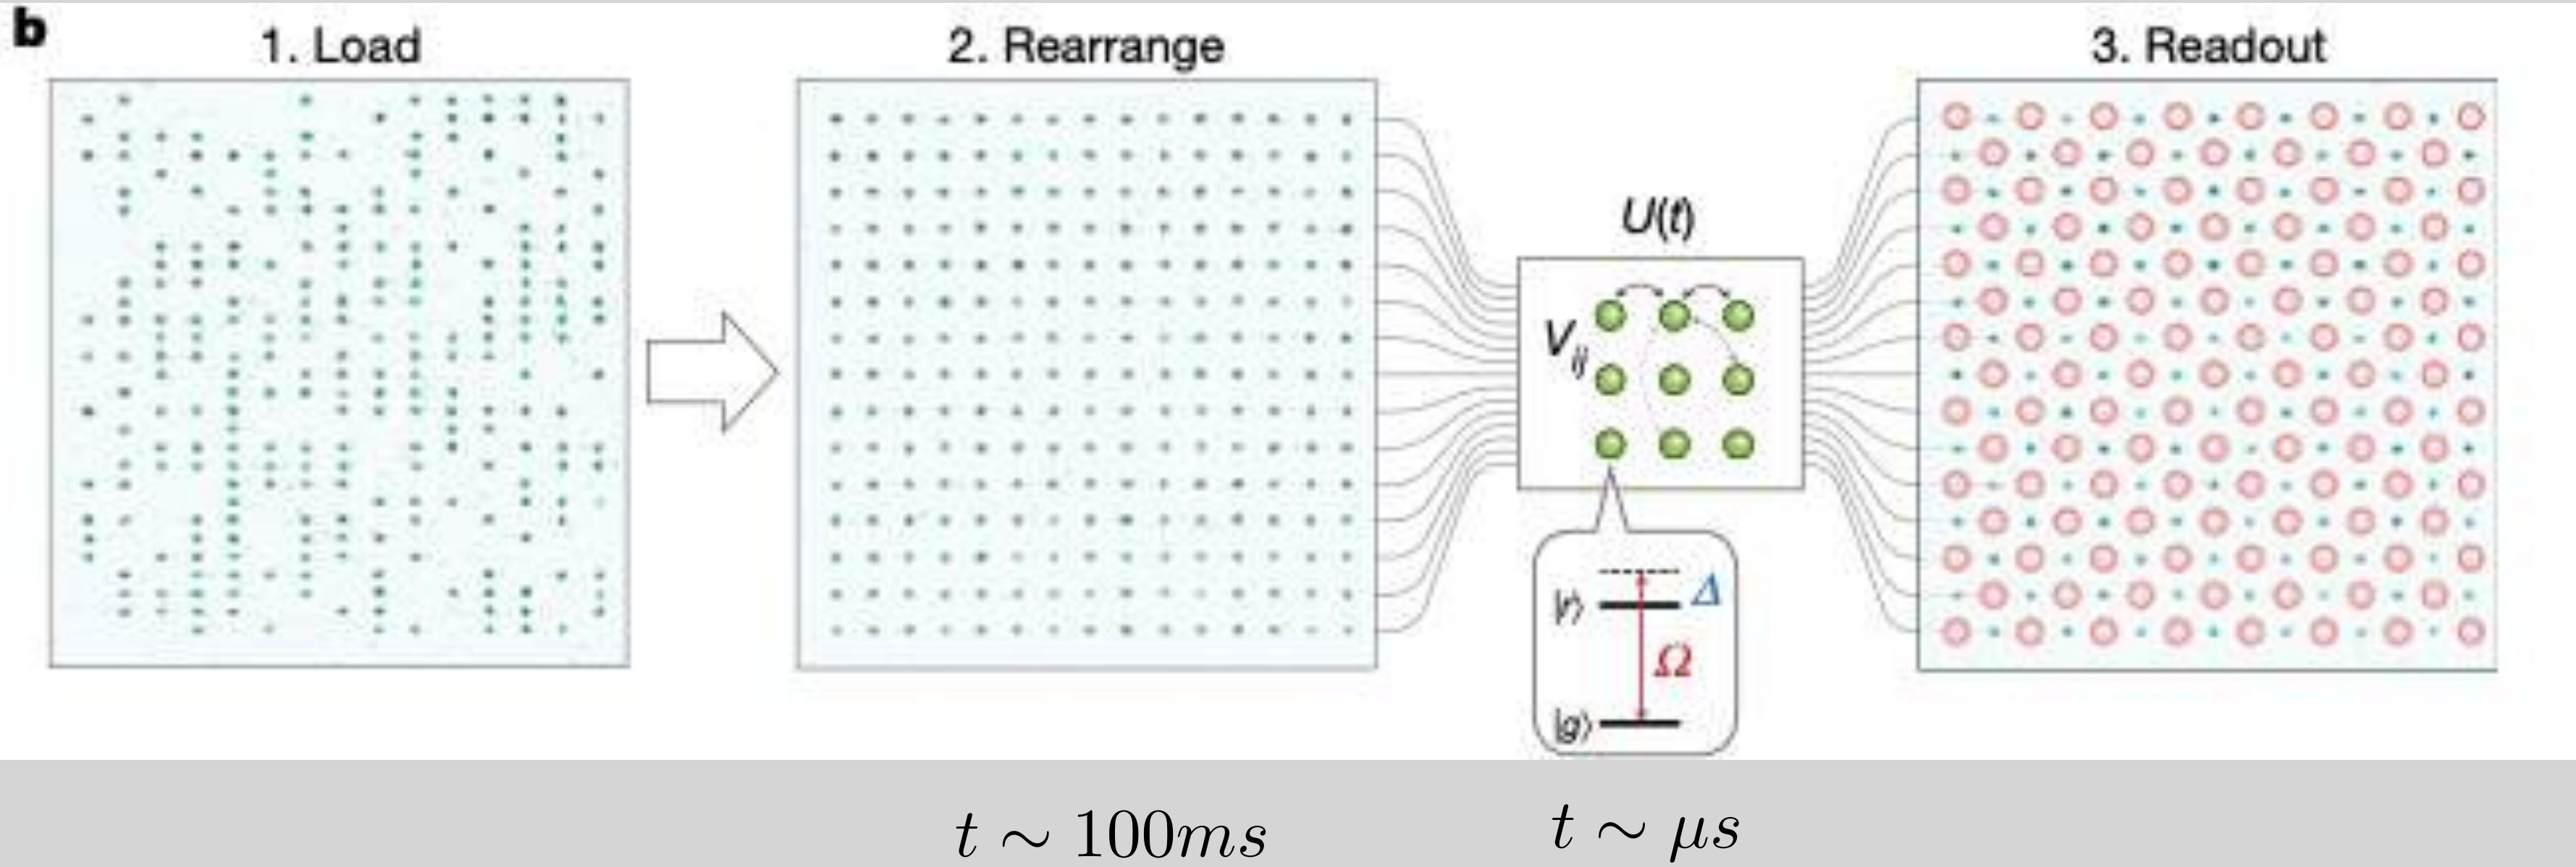 b
1. Load
2. Rearrange
3. Readout
U(t)
V_ij
|r⟩
Δ
Ω
|g⟩
t ∼ 100ms
t ∼ μs